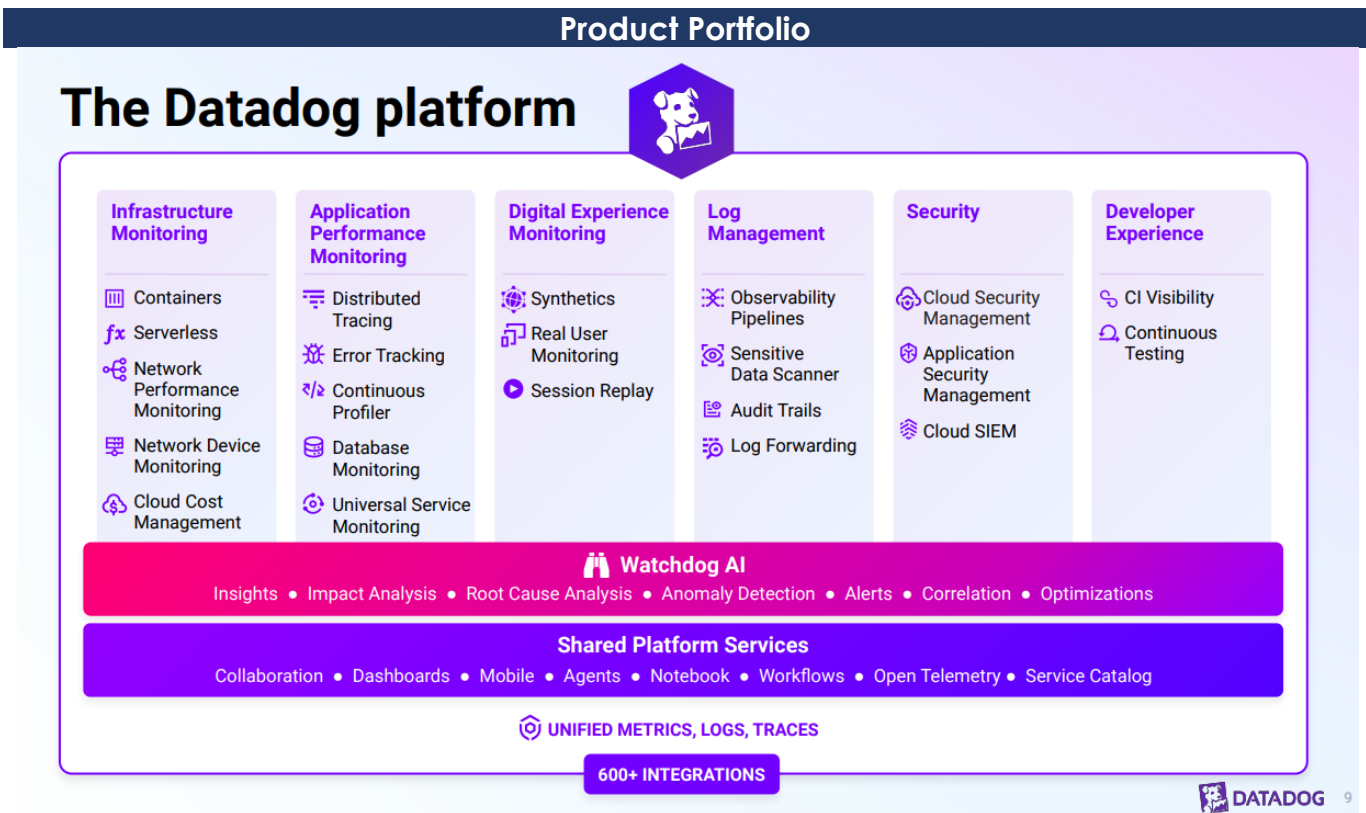 Product Portfolio
The Datadog platform
Infrastructure
Monitoring
Containers
Serverless
Network
Performance
Monitoring
Network Device
Monitoring
Cloud Cost
Management
Application
Performance
Monitoring
Distributed
Tracing
Error Tracking
Continuous
Profiler
Database
Monitoring
Universal Service
Monitoring
Digital Experience
Monitoring
Synthetics
Real User
Monitoring
Session Replay
Log
Management
Observability
Pipelines
Sensitive
Data Scanner
Audit Trails
Log Forwarding
Security
Cloud Security
Management
Application
Security
Management
Cloud SIEM
Developer
Experience
CI Visibility
Continuous
Testing
Watchdog AI
Insights ● Impact Analysis ● Root Cause Analysis ● Anomaly Detection ● Alerts ● Correlation ● Optimizations
Shared Platform Services
Collaboration ● Dashboards ● Mobile ● Agents ● Notebook ● Workflows ● Open Telemetry ● Service Catalog
UNIFIED METRICS, LOGS, TRACES
600+ INTEGRATIONS
DATADOG 9